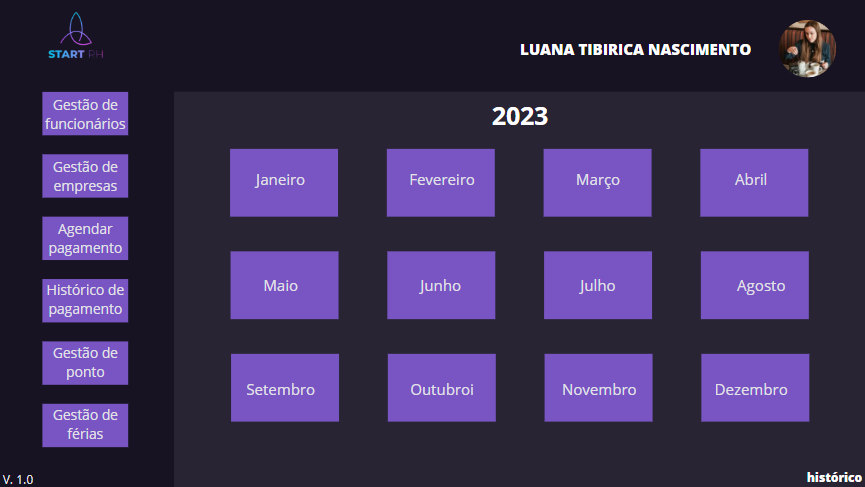 START RH
LUANA TIBIRICA NASCIMENTO
Gestão de
funcionários
Gestão de
empresas
Agendar
pagamento
Histórico de
pagamento
Gestão de
ponto
Gestão de
férias
V. 1.0
2023
Janeiro Fevereiro Março Abril
Maio Junho Julho Agosto
Setembro Outubroi Novembro Dezembro
histórico